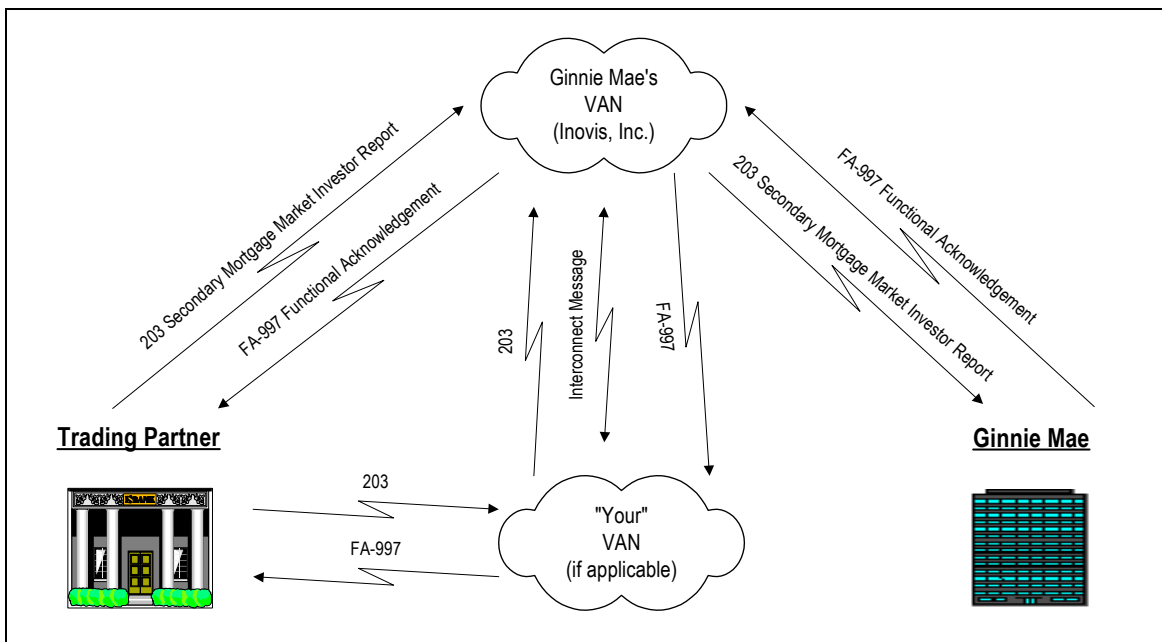 Ginnie Mae's
VAN
(Inovis, Inc.)
203 Secondary Mortgage Market Investor Report
FA-997 Functional Acknowledgement
203
Interconnect Message
FA-997
203 Secondary Mortgage Market Investor Report
FA-997 Functional Acknowledgement
Trading Partner
Ginnie Mae
BANK
203
FA-997
"Your"
VAN
(if applicable)